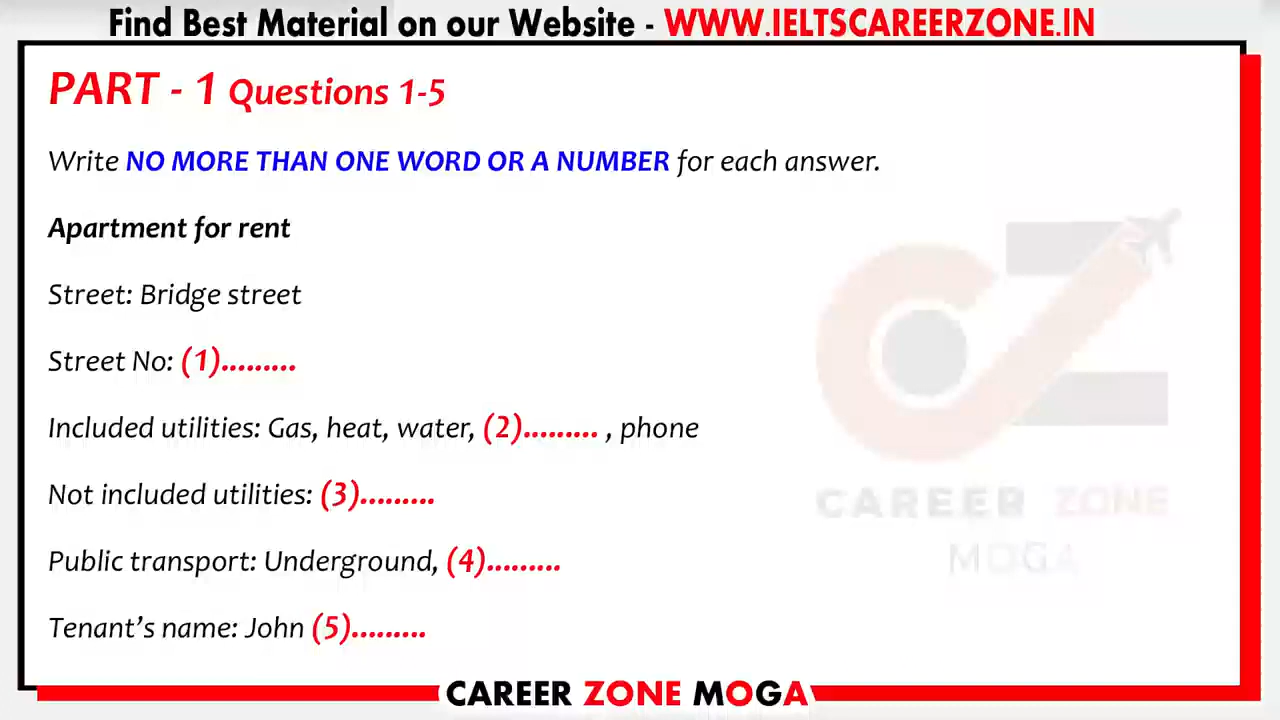 Find Best Material on our Website - WWW.IELTSCAREERZONE.IN
PART - 1 Questions 1-5
Write NO MORE THAN ONE WORD OR A NUMBER for each answer.
Apartment for rent
Street: Bridge street
Street No: (1).........
Included utilities: Gas, heat, water, (2)......... , phone
Not included utilities: (3).........
Public transport: Underground, (4).........
Tenant’s name: John (5).........
CAREER ZONE
MOGA
CAREER ZONE MOGA